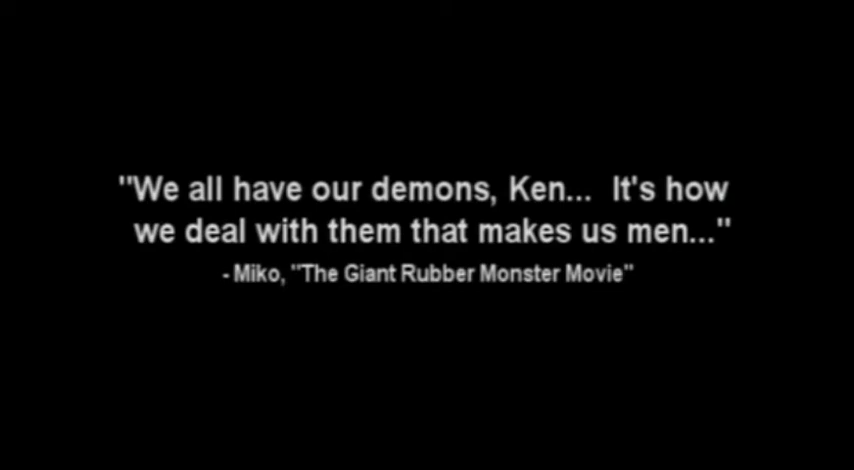 "We all have our demons, Ken...  It's how
we deal with them that makes us men..."
- Miko, "The Giant Rubber Monster Movie"